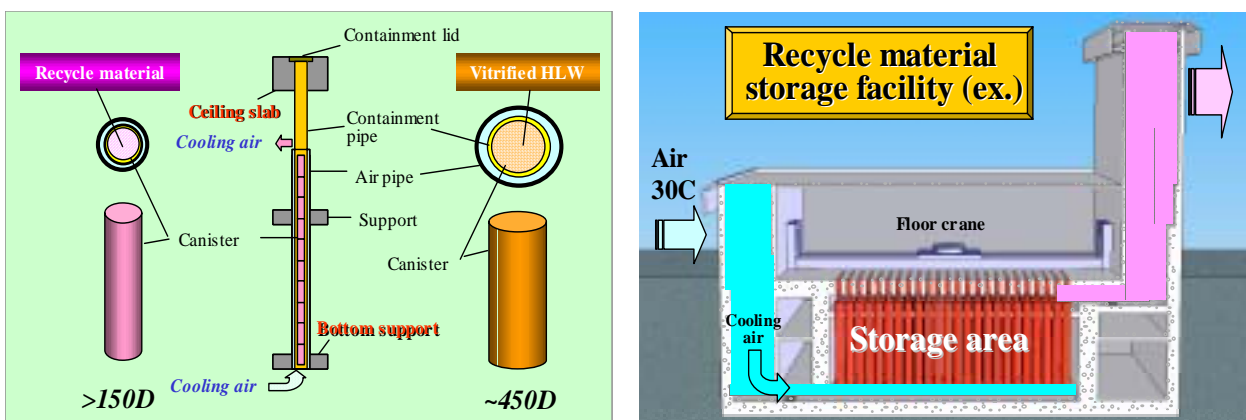 Containment lid
Recycle material
Vitrified HLW
Ceiling slab
Containment
pipe
Cooling air
Air pipe
Support
Canister
Canister
Bottom support
Cooling air
>150D
~450D
Recycle material
storage facility (ex.)
Air
30C
Floor crane
Cooling
air
Storage area